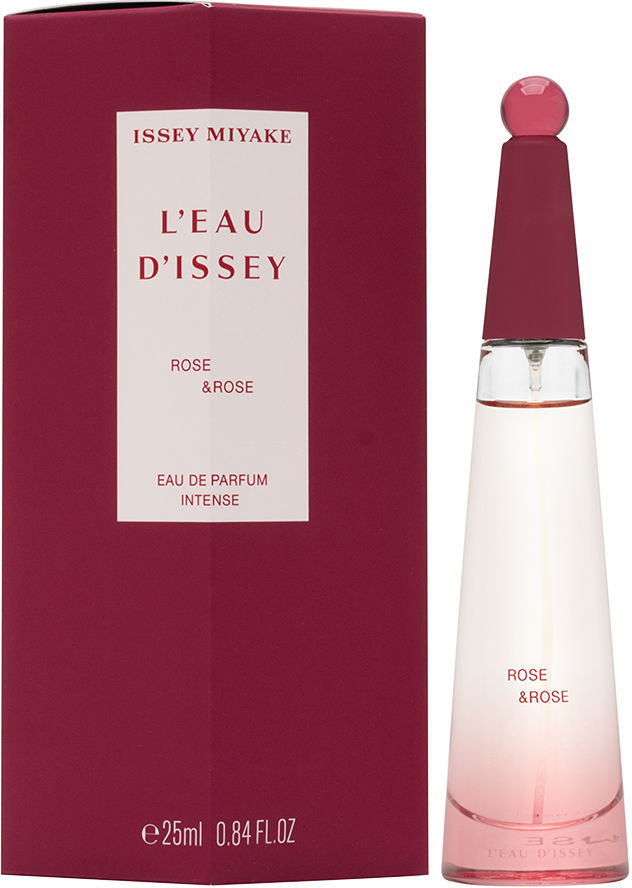 ISSEY MIYAKE
L'EAU
D'ISSEY
ROSE
&ROSE
EAU DE PARFUM
INTENSE
℮25ml 0.84 FL.OZ
ROSE
&ROSE
L'EAU D'ISSEY